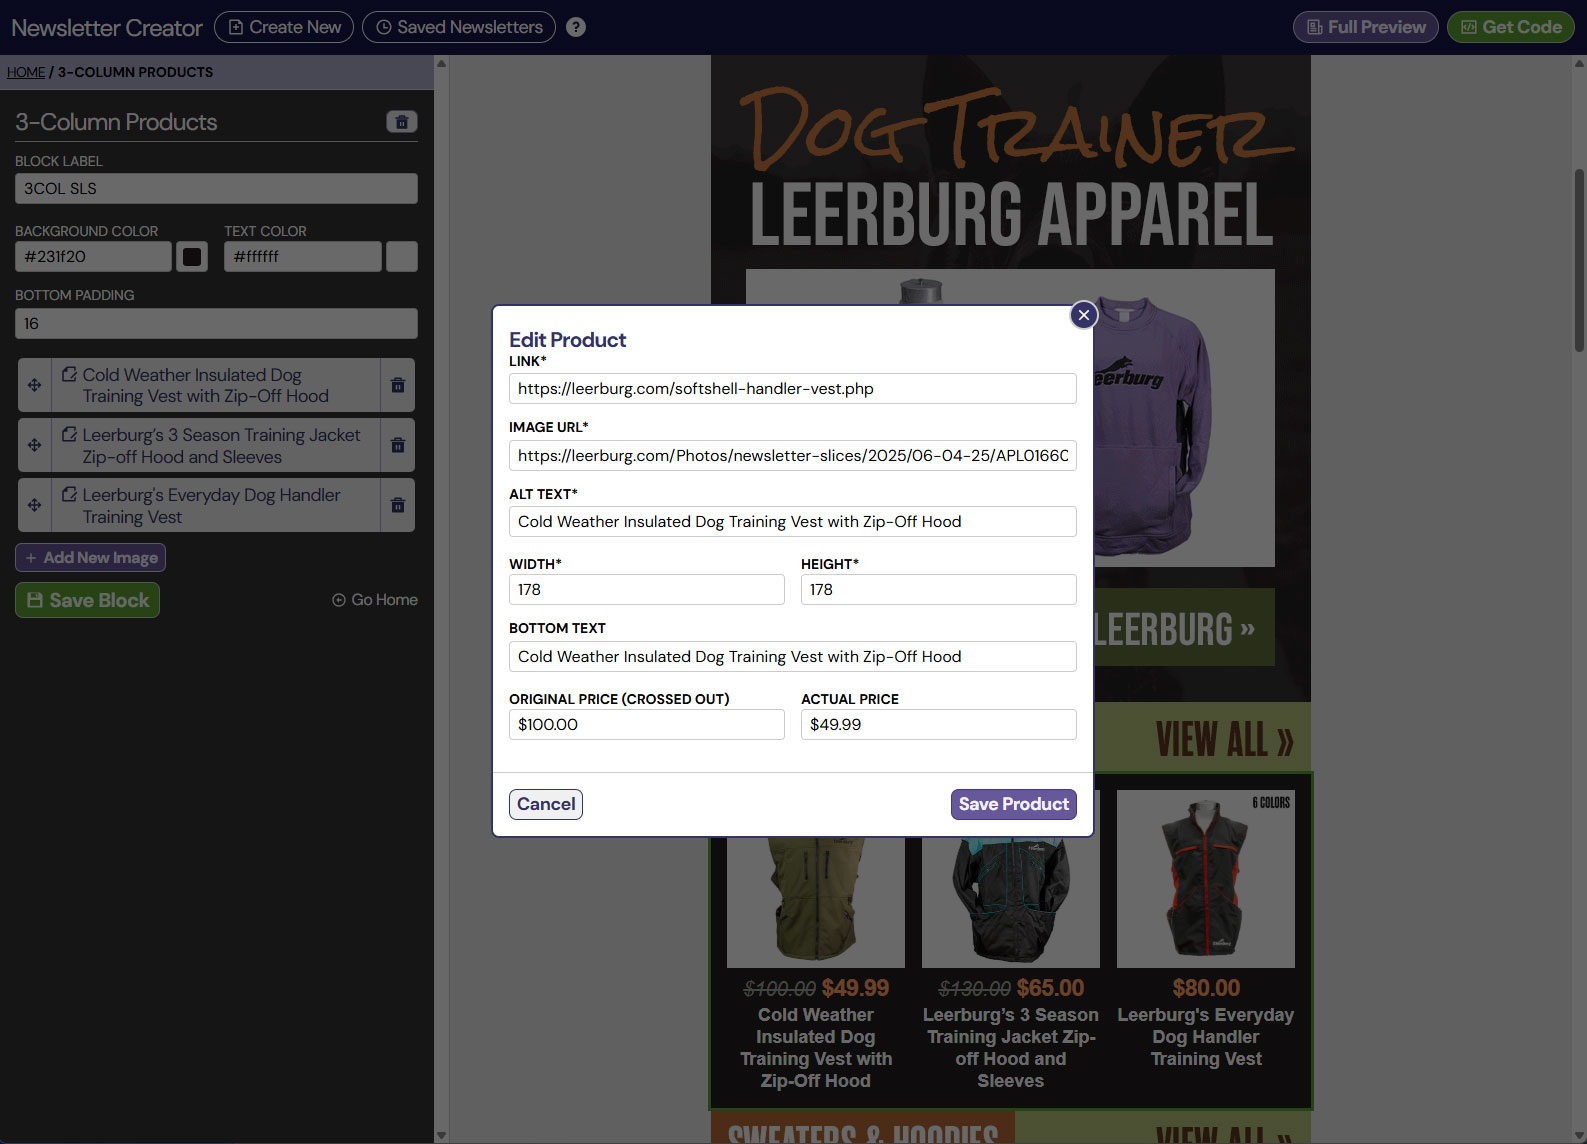 Newsletter Creator
Create New
Saved Newsletters
?
Full Preview
Get Code
HOME / 3-COLUMN PRODUCTS
3-Column Products
BLOCK LABEL
3COL SLS
BACKGROUND COLOR
TEXT COLOR
#231f20
#ffffff
BOTTOM PADDING
16
Cold Weather Insulated Dog
Training Vest with Zip-Off Hood
Leerburg’s 3 Season Training Jacket
Zip-off Hood and Sleeves
Leerburg's Everyday Dog Handler
Training Vest
+ Add New Image
Save Block
Go Home
DOG TRAINER
LEERBURG APPAREL
leerburg
LEERBURG »
VIEW ALL »
Edit Product
LINK*
https://leerburg.com/softshell-handler-vest.php
IMAGE URL*
https://leerburg.com/Photos/newsletter-slices/2025/06-04-25/APL0166C
ALT TEXT*
Cold Weather Insulated Dog Training Vest with Zip-Off Hood
WIDTH*
HEIGHT*
178
178
BOTTOM TEXT
Cold Weather Insulated Dog Training Vest with Zip-Off Hood
ORIGINAL PRICE (CROSSED OUT)
ACTUAL PRICE
$100.00
$49.99
Cancel
Save Product
6 COLORS
$100.00 $49.99
Cold Weather
Insulated Dog
Training Vest with
Zip-Off Hood
$130.00 $65.00
Leerburg’s 3 Season
Training Jacket Zip-
off Hood and
Sleeves
$80.00
Leerburg's Everyday
Dog Handler
Training Vest
SWEATERS & HOODIES
VIEW ALL »